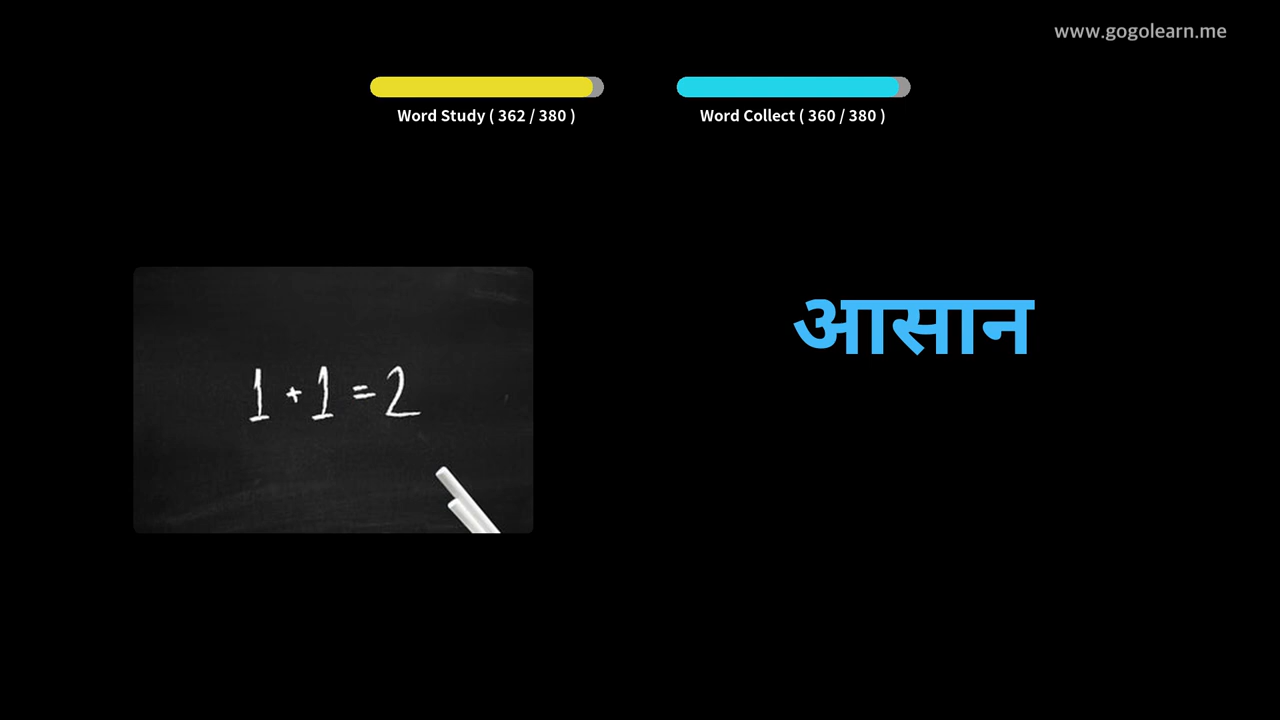 www.gogolearn.me
Word Study ( 362 / 380 )
Word Collect ( 360 / 380 )
आसान
1 + 1 = 2